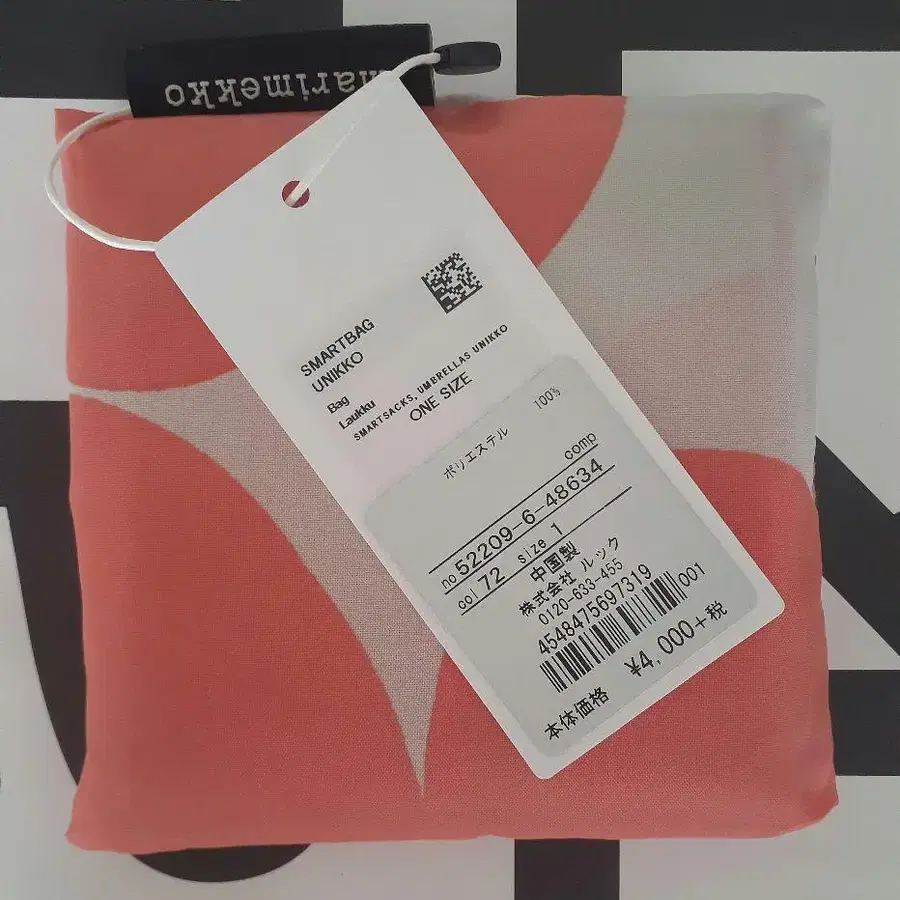 marimekko
SMARTBAG
UNIKKO
Bag
Laukku
SMARTSACKS, UMBRELLAS UNIKKO
ONE SIZE
ポリエステル 100%
comp
no 52209-6-48634
col 72 size 1
中国製
株式会社 ルック
0120-633-455
4548475697319 001
本体価格 ¥4,000+税